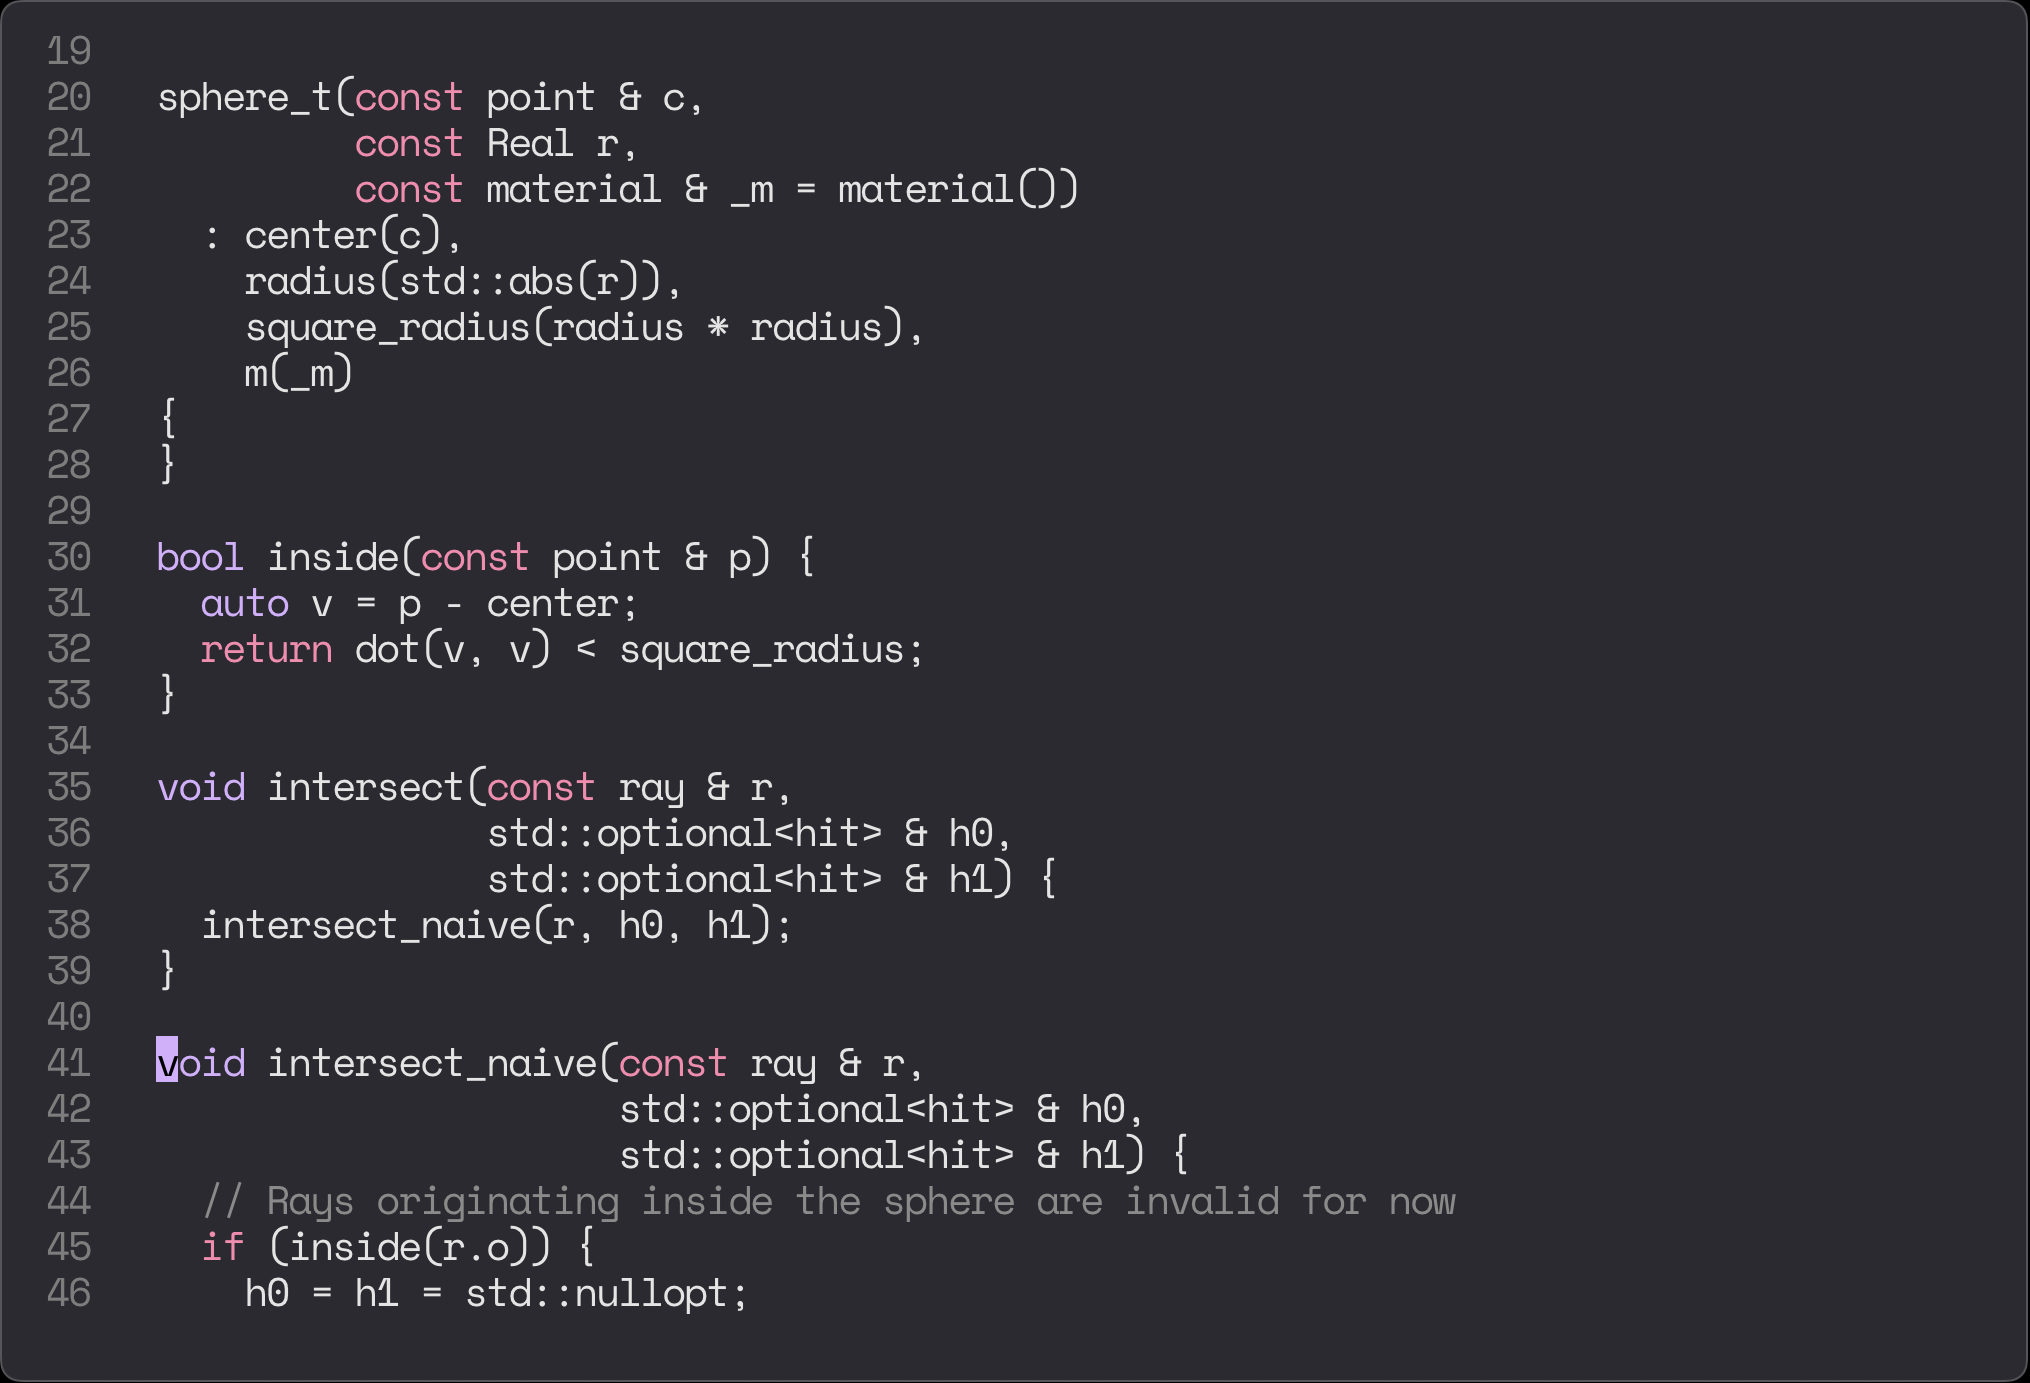 19
20   sphere_t(const point & c,
21            const Real r,
22            const material & _m = material())
23     : center(c),
24       radius(std::abs(r)),
25       square_radius(radius * radius),
26       m(_m)
27   {
28   }
29
30   bool inside(const point & p) {
31     auto v = p - center;
32     return dot(v, v) < square_radius;
33   }
34
35   void intersect(const ray & r,
36                  std::optional<hit> & h0,
37                  std::optional<hit> & h1) {
38     intersect_naive(r, h0, h1);
39   }
40
41   void intersect_naive(const ray & r,
42                        std::optional<hit> & h0,
43                        std::optional<hit> & h1) {
44     // Rays originating inside the sphere are invalid for now
45     if (inside(r.o)) {
46       h0 = h1 = std::nullopt;